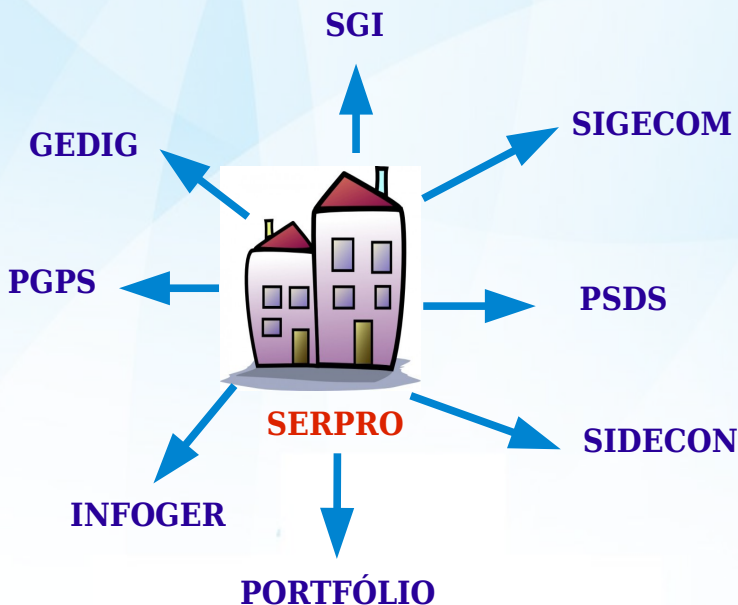 SGI
SIGECOM
GEDIG
PGPS
PSDS
SERPRO
SIDECON
INFOGER
PORTFÓLIO